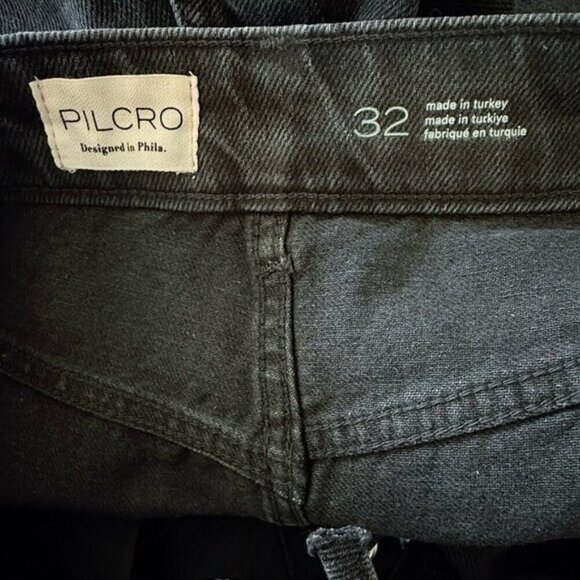 PILCRO
Designed in Phila.
32
made in turkey
made in turkiye
fabriqué en turquie